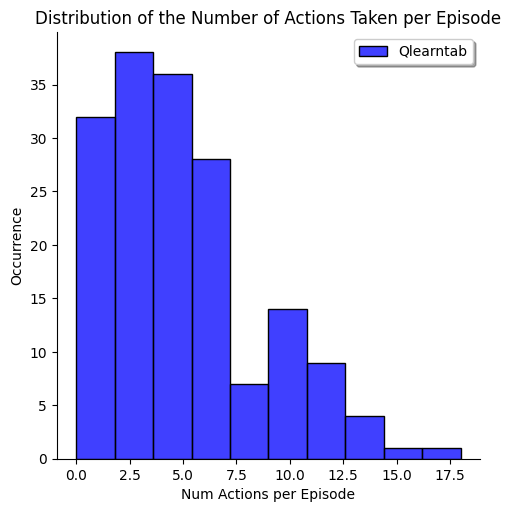 Distribution of the Number of Actions Taken per Episode
Qlearntab
35
30
25
20
15
10
5
0
Occurrence
0.0 2.5 5.0 7.5 10.0 12.5 15.0 17.5
Num Actions per Episode